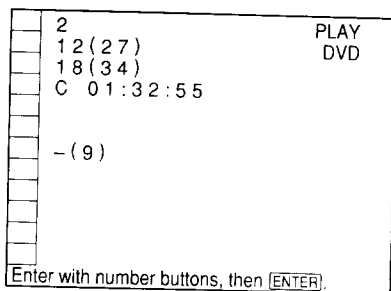 2
PLAY
12(27)
DVD
18(34)
C 01:32:55
–(9)
Enter with number buttons, then [ENTER].